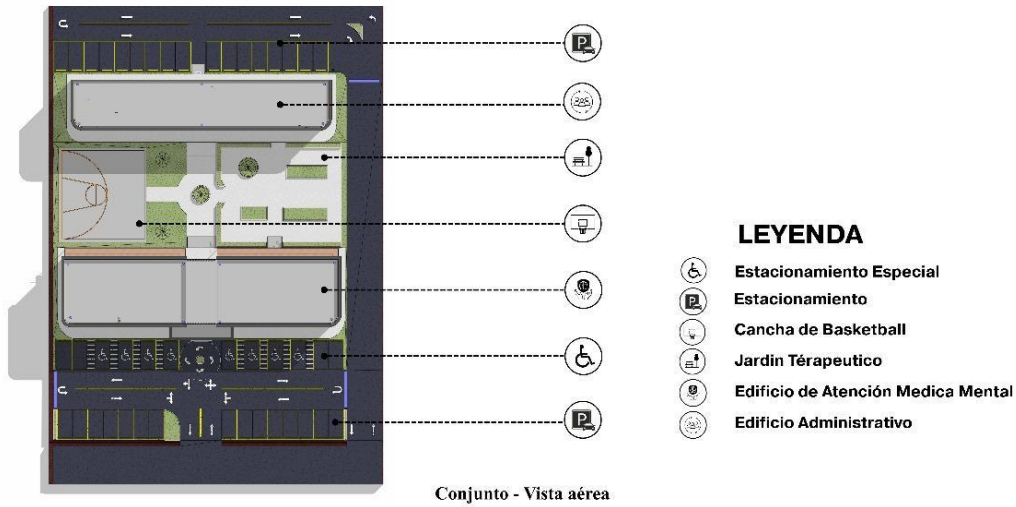 P
P
LEYENDA
Estacionamiento Especial
P
Estacionamiento
Cancha de Basketball
Jardin Térapeutico
Edificio de Atención Medica Mental
Edificio Administrativo
Conjunto - Vista aérea